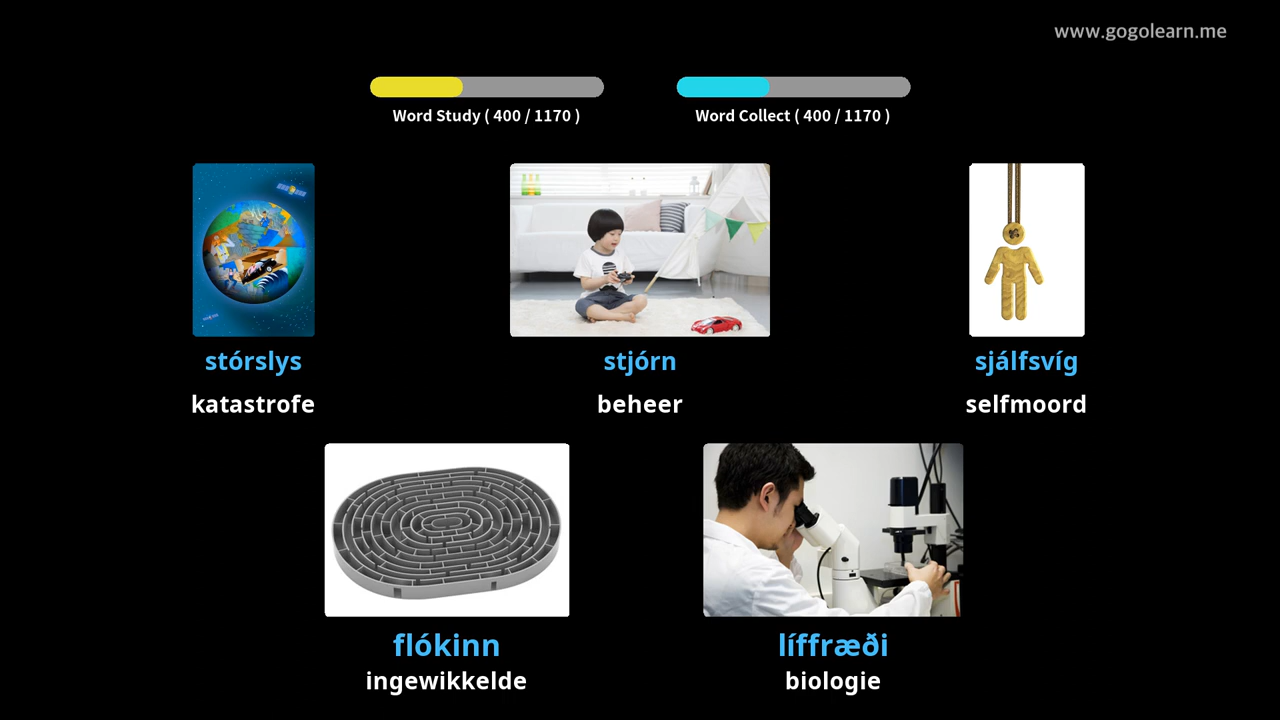 www.gogolearn.me
Word Study ( 400 / 1170 )
Word Collect ( 400 / 1170 )
stórslys
stjórn
sjálfsvíg
katastrofe
beheer
selfmoord
flókinn
líffræði
ingewikkelde
biologie